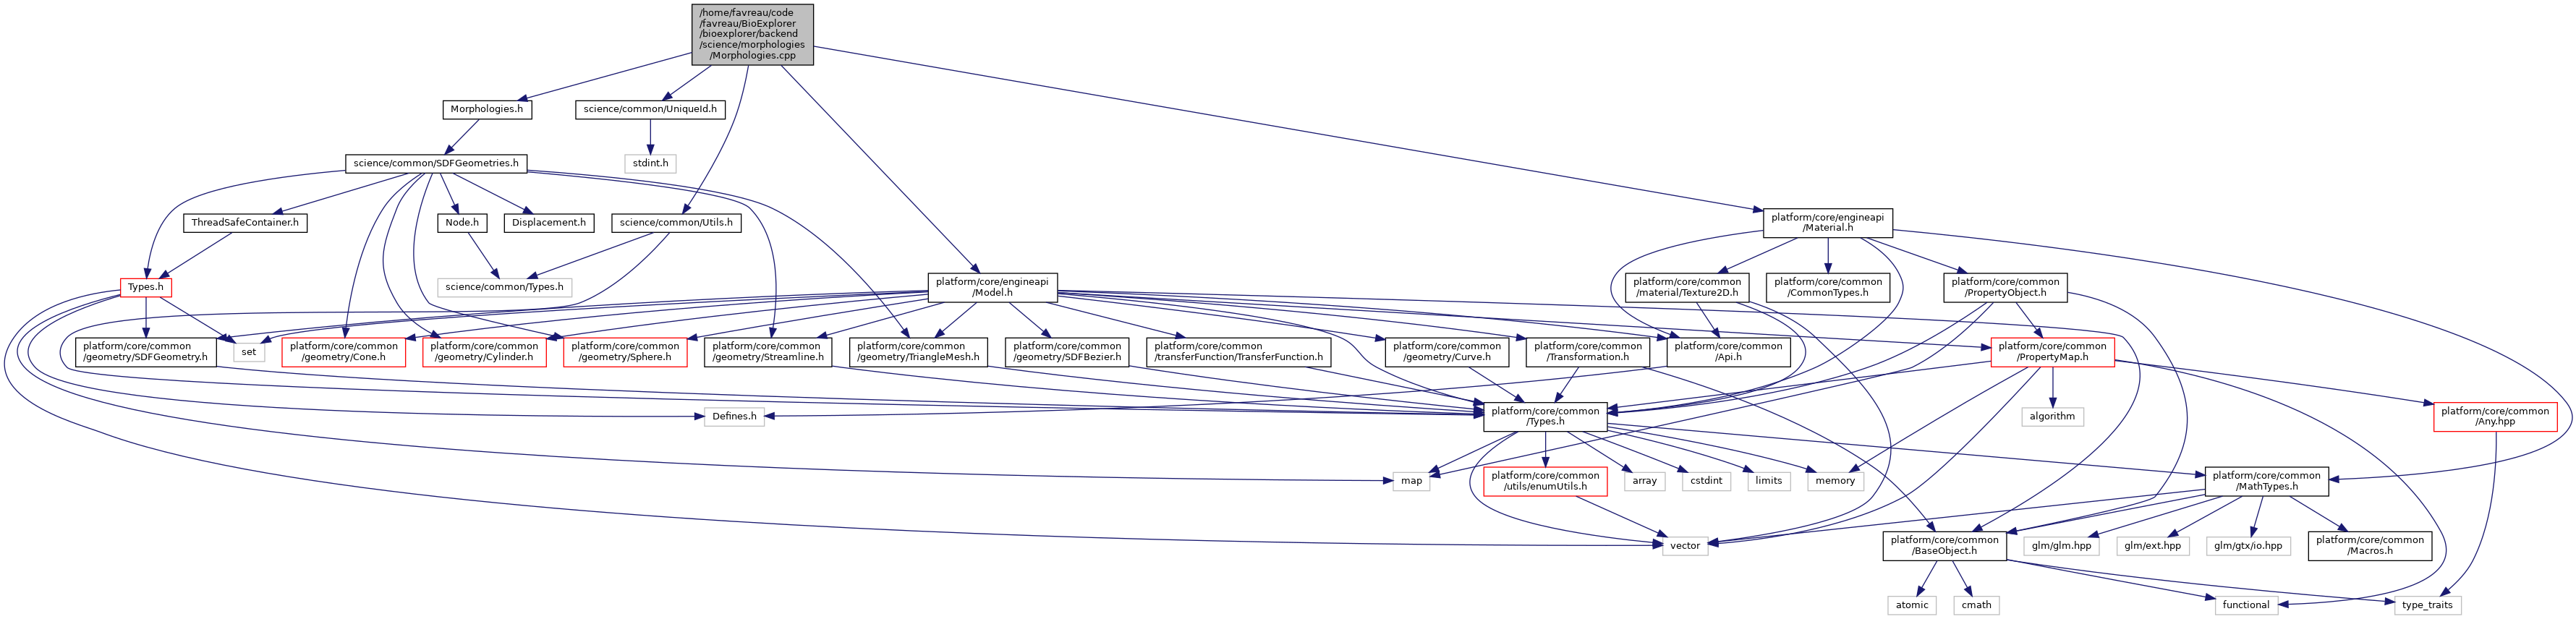 /home/favreau/code
/favreau/BioExplorer
/bioexplorer/backend
/science/morphologies
/Morphologies.cpp
Morphologies.h
science/common/UniqueId.h
science/common/SDFGeometries.h
stdint.h
ThreadSafeContainer.h
Node.h
Displacement.h
science/common/Utils.h
platform/core/engineapi
/Material.h
Types.h
science/common/Types.h
platform/core/engineapi
/Model.h
platform/core/common
/material/Texture2D.h
platform/core/common
/CommonTypes.h
platform/core/common
/PropertyObject.h
platform/core/common
/geometry/SDFGeometry.h
set
platform/core/common
/geometry/Cone.h
platform/core/common
/geometry/Cylinder.h
platform/core/common
/geometry/Sphere.h
platform/core/common
/geometry/Streamline.h
platform/core/common
/geometry/TriangleMesh.h
platform/core/common
/geometry/SDFBezier.h
platform/core/common
/transferFunction/TransferFunction.h
platform/core/common
/geometry/Curve.h
platform/core/common
/Transformation.h
platform/core/common
/Api.h
platform/core/common
/PropertyMap.h
Defines.h
platform/core/common
/Types.h
algorithm
platform/core/common
/Any.hpp
map
platform/core/common
/utils/enumUtils.h
array
cstdint
limits
memory
platform/core/common
/MathTypes.h
vector
platform/core/common
/BaseObject.h
glm/glm.hpp
glm/ext.hpp
glm/gtx/io.hpp
platform/core/common
/Macros.h
atomic
cmath
functional
type_traits